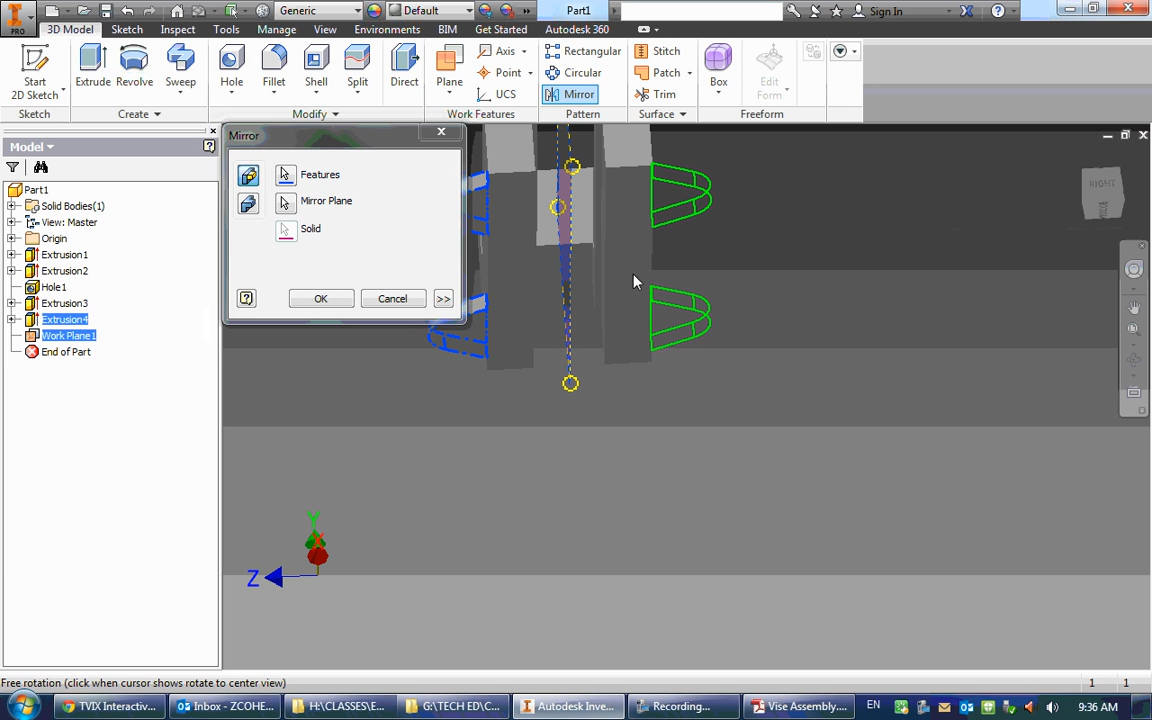 Generic
Default
Part1
Sign In
PRO
3D Model
Sketch
Inspect
Tools
Manage
View
Environments
BIM
Get Started
Autodesk 360
Start
2D Sketch
Extrude
Revolve
Sweep
Hole
Fillet
Shell
Split
Direct
Plane
Axis
Point
UCS
Rectangular
Circular
Mirror
Stitch
Patch
Trim
Box
Edit
Form
Sketch
Create
Modify
Work Features
Pattern
Surface
Freeform
Model
Part1
Solid Bodies(1)
View: Master
Origin
Extrusion1
Extrusion2
Hole1
Extrusion3
Extrusion4
Work Plane1
End of Part
Mirror
Features
Mirror Plane
Solid
OK
Cancel
>>
RIGHT
Y
X
Z
Free rotation (click when cursor shows rotate to center view)
1
1
TVIX Interactiv...
Inbox - ZCOHE...
H:\CLASSES\E...
G:\TECH ED\C...
Autodesk Inve...
Recording...
Vise Assembly....
EN
9:36 AM